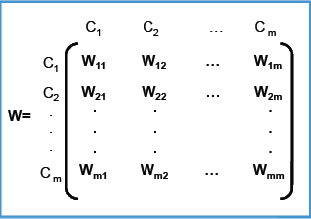 C1 C2 ... Cm
C1 W11 W12 ... W1m
C2 W21 W22 ... W2m
W= . . . .
. . . .
. . . .
Cm Wm1 Wm2 ... Wmm